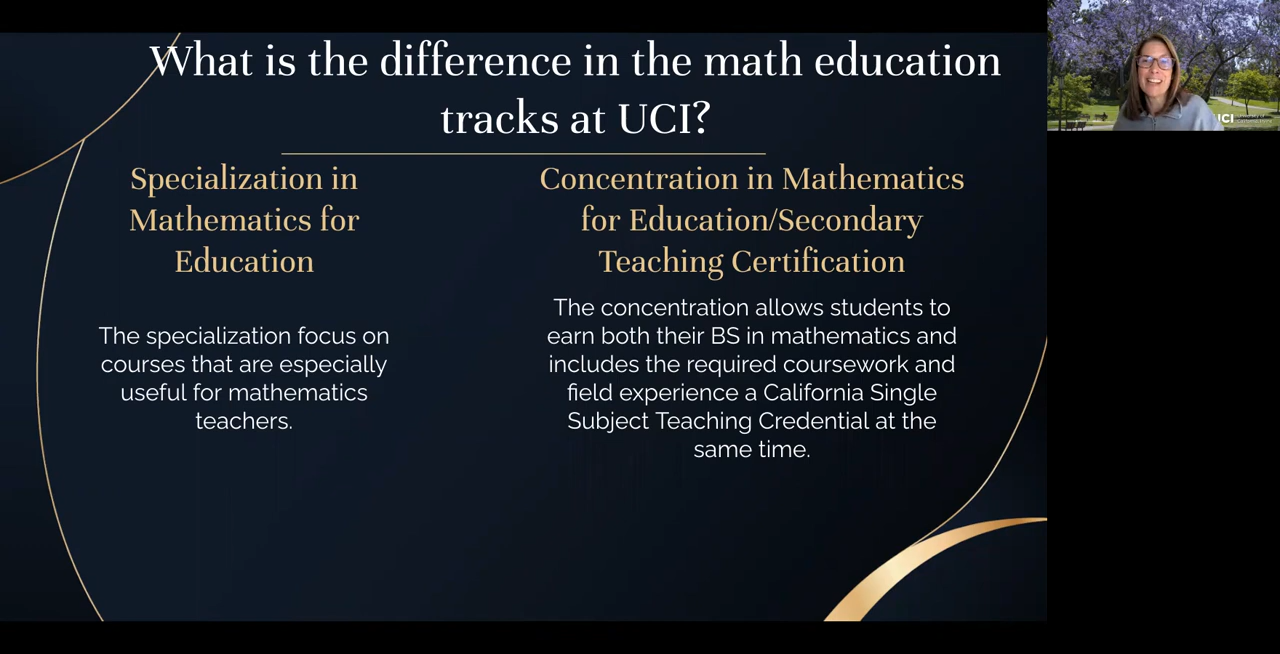 What is the difference in the math education
tracks at UCI?
Specialization in
Mathematics for
Education
The specialization focus on
courses that are especially
useful for mathematics
teachers.
Concentration in Mathematics
for Education/Secondary
Teaching Certification
The concentration allows students to
earn both their BS in mathematics and
includes the required coursework and
field experience a California Single
Subject Teaching Credential at the
same time.
UCI